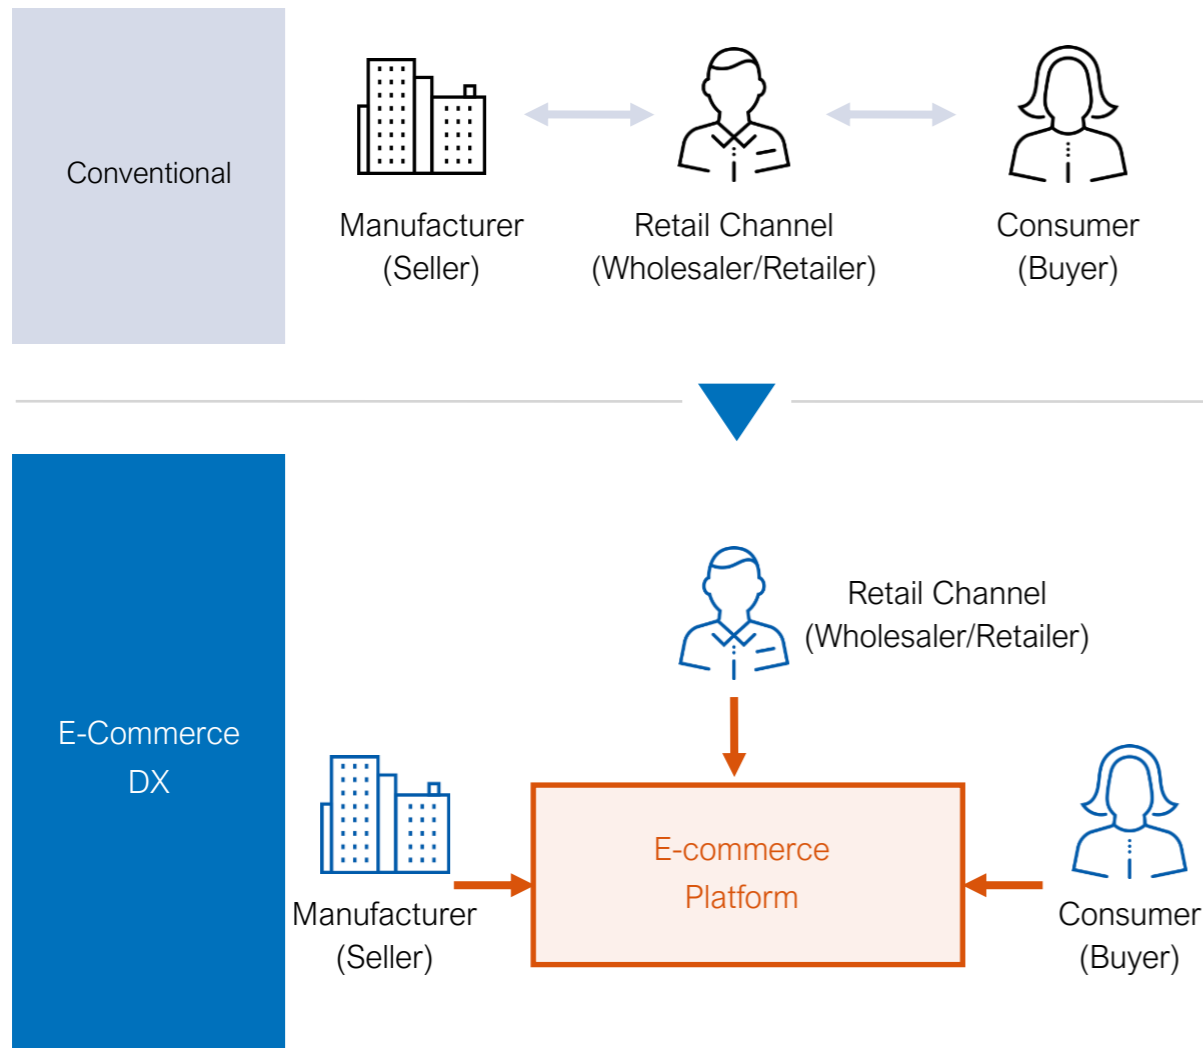 Conventional
Manufacturer
(Seller)
Retail Channel
(Wholesaler/Retailer)
Consumer
(Buyer)
E-Commerce
DX
Retail Channel
(Wholesaler/Retailer)
Manufacturer
(Seller)
E-commerce
Platform
Consumer
(Buyer)